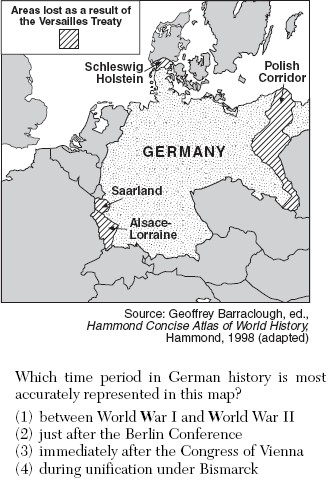 Areas lost as a result of
the Versailles Treaty
Schleswig
Holstein
Polish
Corridor
GERMANY
Saarland
Alsace-
Lorraine
Source: Geoffrey Barraclough, ed.,
Hammond Concise Atlas of World History,
Hammond, 1998 (adapted)
Which time period in German history is most
accurately represented in this map?
(1) between World War I and World War II
(2) just after the Berlin Conference
(3) immediately after the Congress of Vienna
(4) during unification under Bismarck